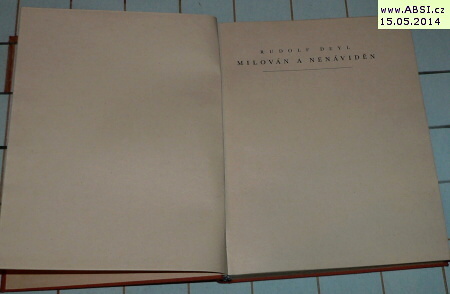 www.ABSI.cz
15.05.2014
RUDOLF DEYL
MILOVÁN A NENÁVIDĚN